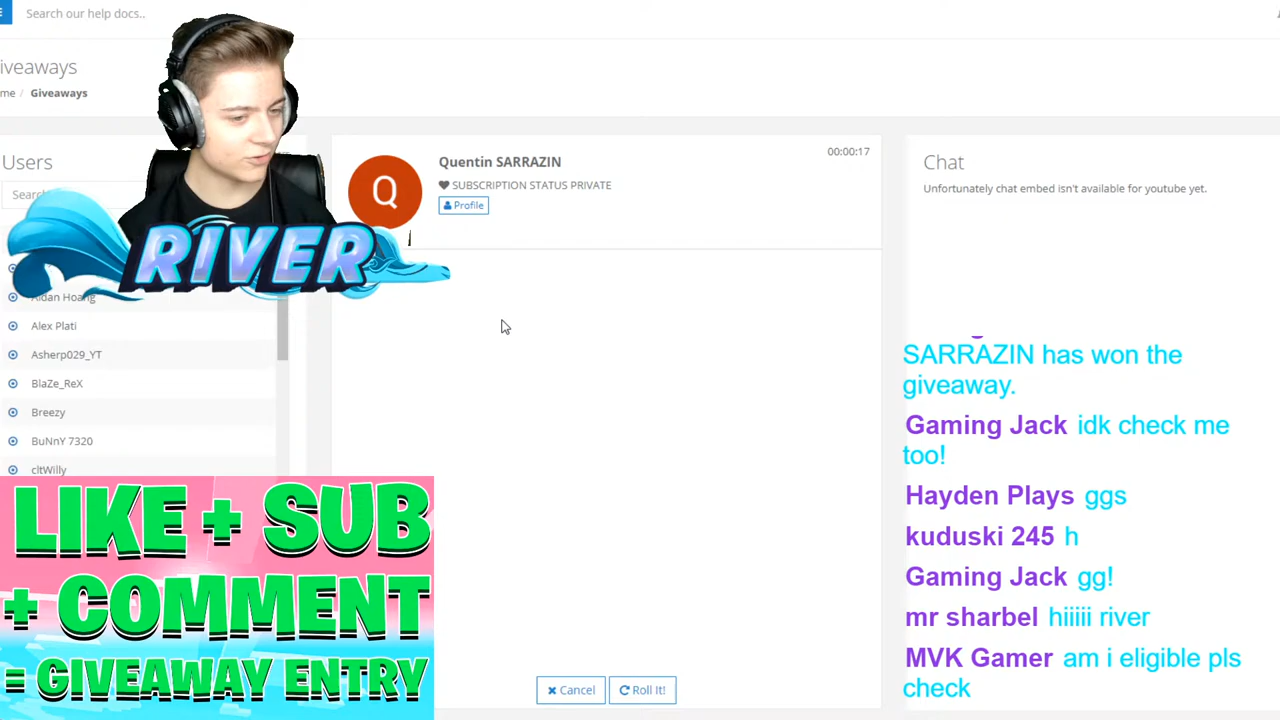 Search our help docs..
iveaways
me / Giveaways
Users
Search
Aidan Hoang
Alex Plati
Asherp029_YT
BlaZe_ReX
Breezy
BuNnY 7320
cltWilly
RIVER
LIKE + SUB
+ COMMENT
= GIVEAWAY ENTRY
Q
Quentin SARRAZIN
SUBSCRIPTION STATUS PRIVATE
Profile
00:00:17
Cancel
Roll It!
Chat
Unfortunately chat embed isn't available for youtube yet.
SARRAZIN has won the
giveaway.
Gaming Jack idk check me
too!
Hayden Plays ggs
kuduski 245 h
Gaming Jack gg!
mr sharbel hiiiii river
MVK Gamer am i eligible pls
check